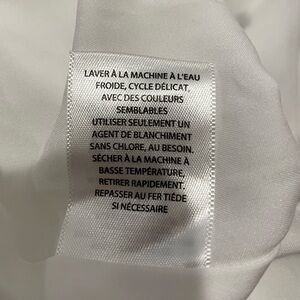 LAVER À LA MACHINE À L'EAU
FROIDE, CYCLE DÉLICAT,
AVEC DES COULEURS
SEMBLABLES
UTILISER SEULEMENT UN
AGENT DE BLANCHIMENT
SANS CHLORE, AU BESOIN.
SÉCHER À LA MACHINE À
BASSE TEMPÉRATURE,
RETIRER RAPIDEMENT.
REPASSER AU FER TIÈDE
SI NÉCESSAIRE